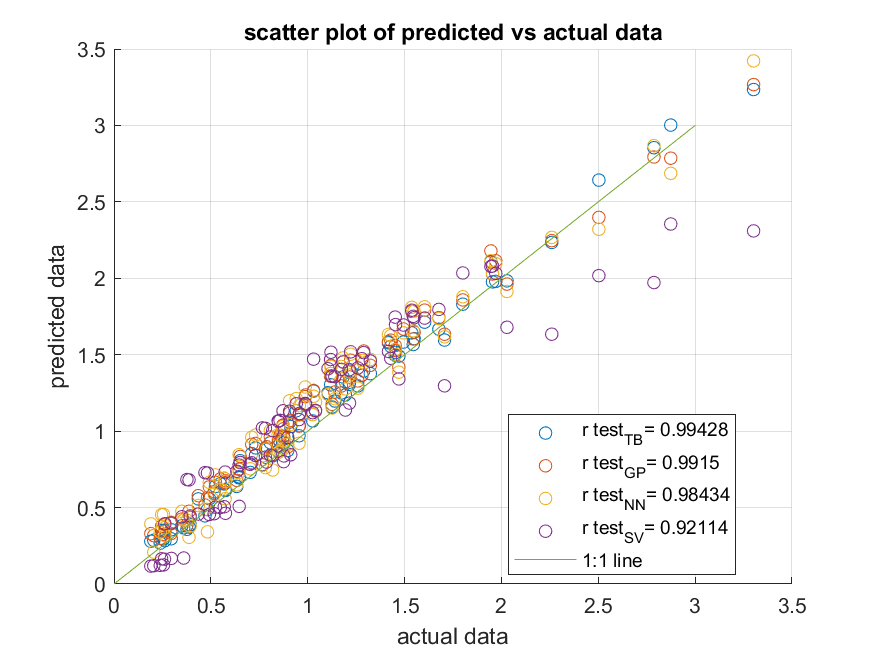 scatter plot of predicted vs actual data
3.5
3
2.5
2
1.5
1
0.5
0
predicted data
r test_TB= 0.99428
r test_GP= 0.9915
r test_NN= 0.98434
r test_SV= 0.92114
1:1 line
0 0.5 1 1.5 2 2.5 3 3.5
actual data